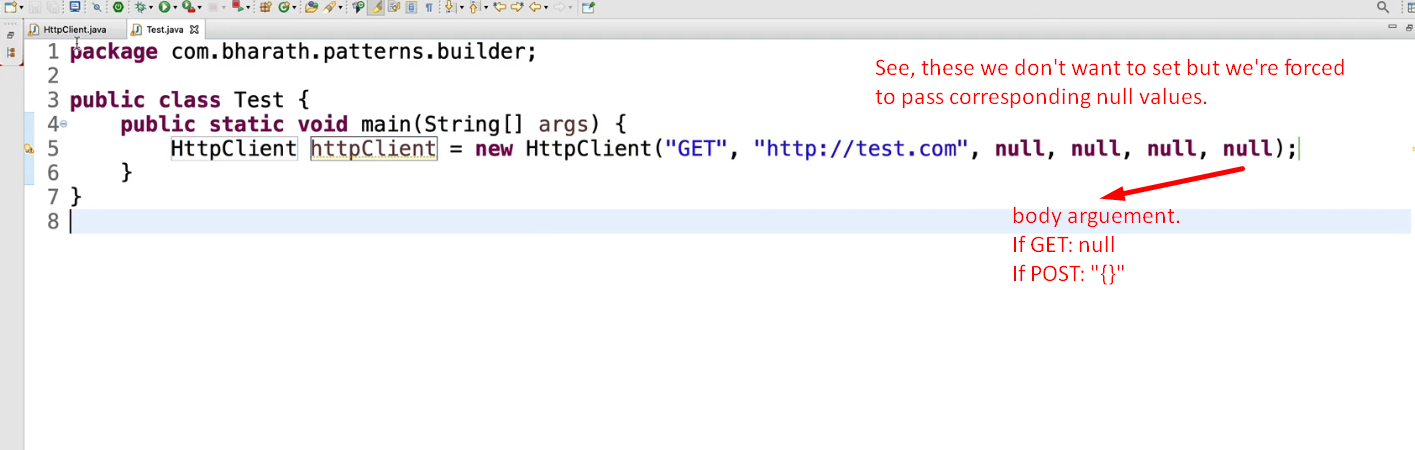 HttpClient.java Test.java
1 package com.bharath.patterns.builder;
2
See, these we don't want to set but we're forced
to pass corresponding null values.
3 public class Test {
4 public static void main(String[] args) {
5 HttpClient httpClient = new HttpClient("GET", "http://test.com", null, null, null, null);
6 }
7 }
8
body arguement.
If GET: null
If POST: "{}"